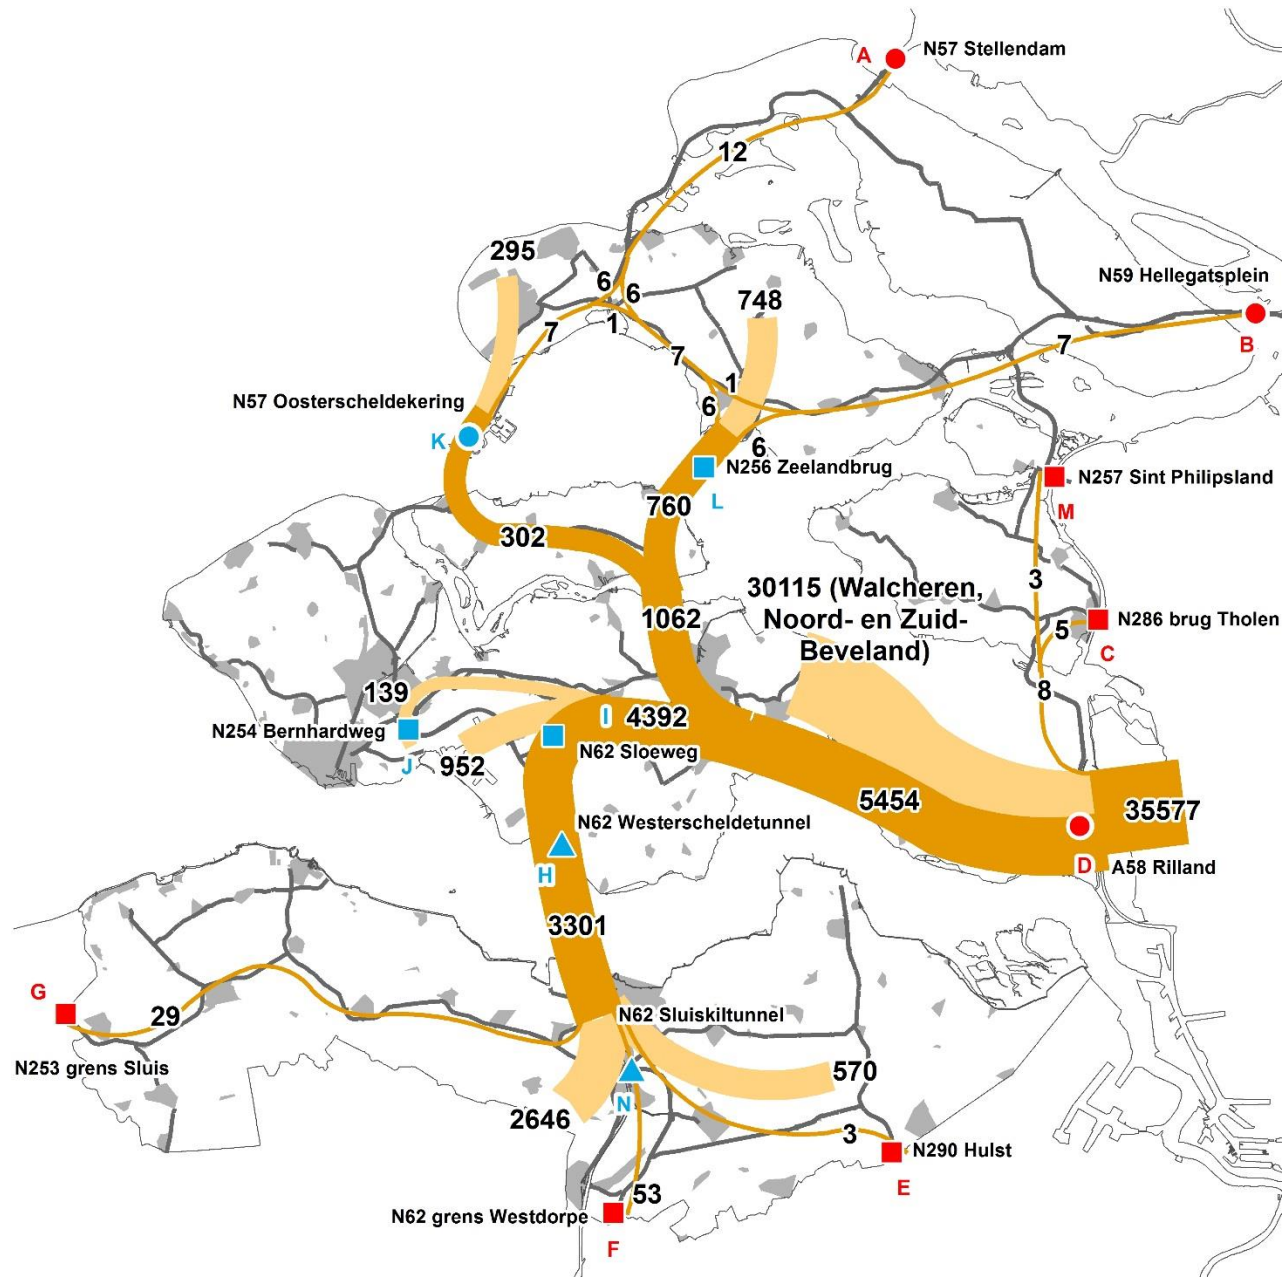 A
N57 Stellendam
12
295
N59 Hellegatsplein
6
6
748
B
1
7
7
7
1
N57 Oosterscheldekering
6
K
6
N256 Zeelandbrug
N257 Sint Philipsland
L
760
M
302
3
30115 (Walcheren,
Noord- en Zuid-
Beveland)
1062
N286 brug Tholen
5
C
139
8
I
4392
N254 Bernhardweg
N62 Sloeweg
J
952
5454
35577
N62 Westerscheldetunnel
D
A58 Rilland
H
3301
G
29
N62 Sluiskiltunnel
N253 grens Sluis
570
N
2646
3
N290 Hulst
E
53
N62 grens Westdorpe
F